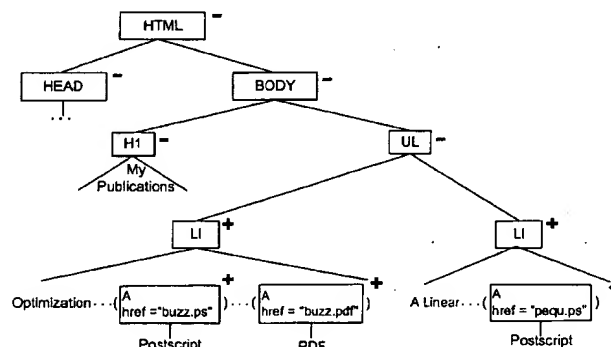 HTML -
HEAD -
BODY -
...
H1 -
UL -
My
Publications
LI +
LI +
Optimization ... ( A href ="buzz.ps" + ) ... ( A href ="buzz.pdf" + )
A Linear ... ( A href = "pequ.ps" )
Postscript
PDF
Postscript